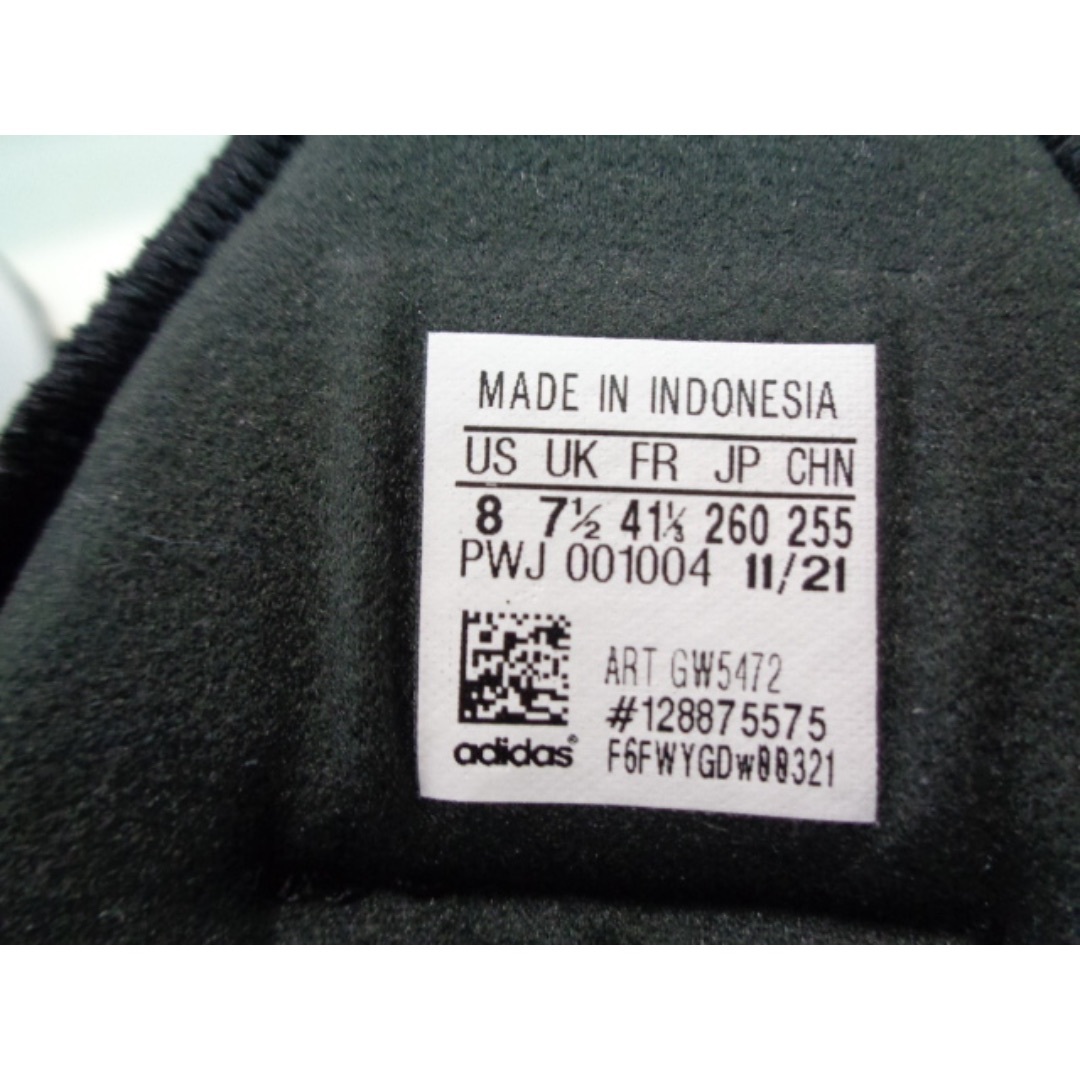 MADE IN INDONESIA
US UK FR JP CHN
8 7½ 41⅓ 260 255
PWJ 001004 11/21
ART GW5472
#128875575
adidas® F6FWYGDw00321